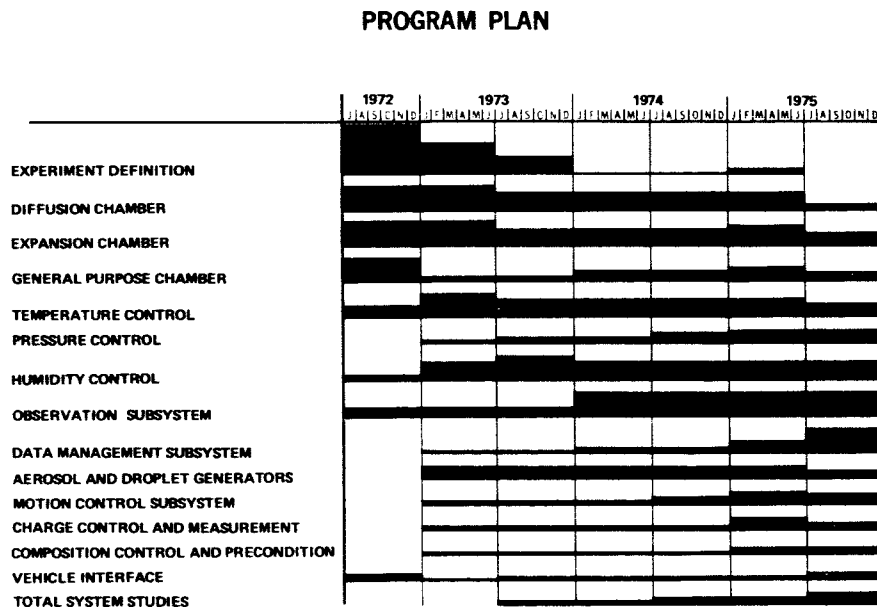 PROGRAM PLAN
1972 1973 1974 1975
J|A|S|C|N|D J|F|M|A|M|J J|A|S|C|N|D J|F|M|A|M|J J|A|S|O|N|D J|F|M|A|M|J J|A|S|O|N|D
EXPERIMENT DEFINITION
DIFFUSION CHAMBER
EXPANSION CHAMBER
GENERAL PURPOSE CHAMBER
TEMPERATURE CONTROL
PRESSURE CONTROL
HUMIDITY CONTROL
OBSERVATION SUBSYSTEM
DATA MANAGEMENT SUBSYSTEM
AEROSOL AND DROPLET GENERATORS
MOTION CONTROL SUBSYSTEM
CHARGE CONTROL AND MEASUREMENT
COMPOSITION CONTROL AND PRECONDITION
VEHICLE INTERFACE
TOTAL SYSTEM STUDIES